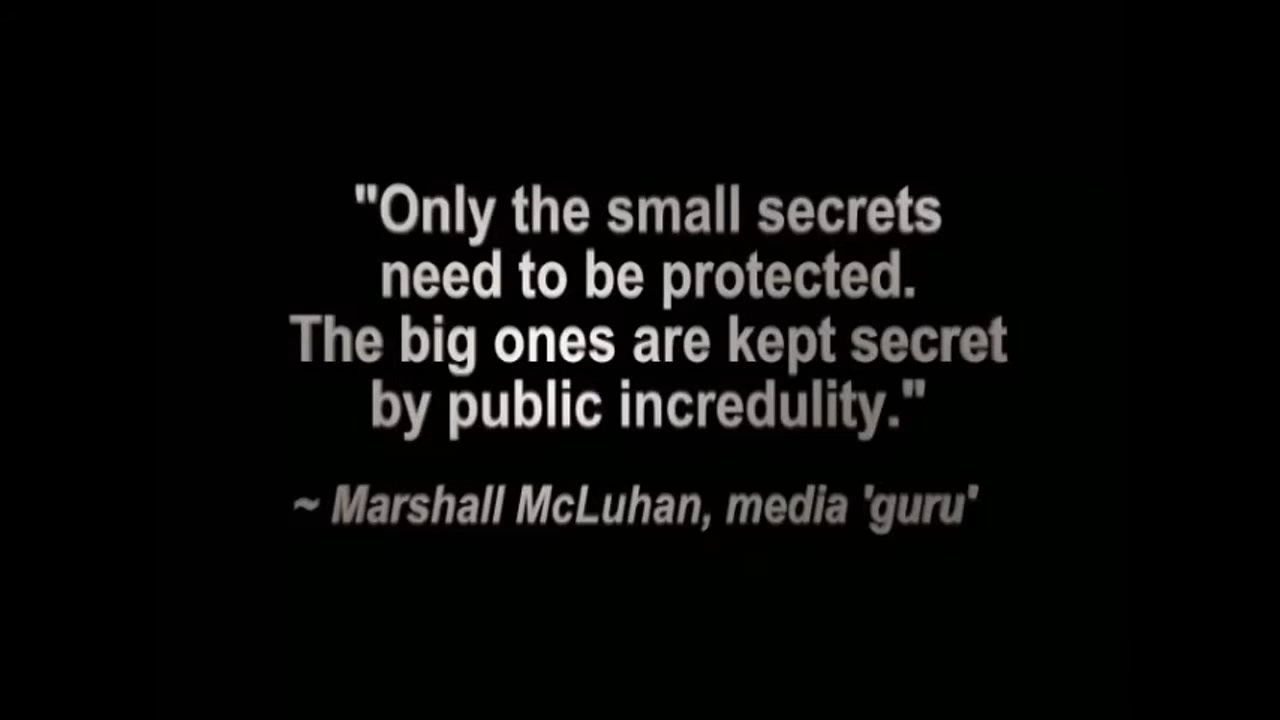 "Only the small secrets
need to be protected.
The big ones are kept secret
by public incredulity."
~ Marshall McLuhan, media 'guru'